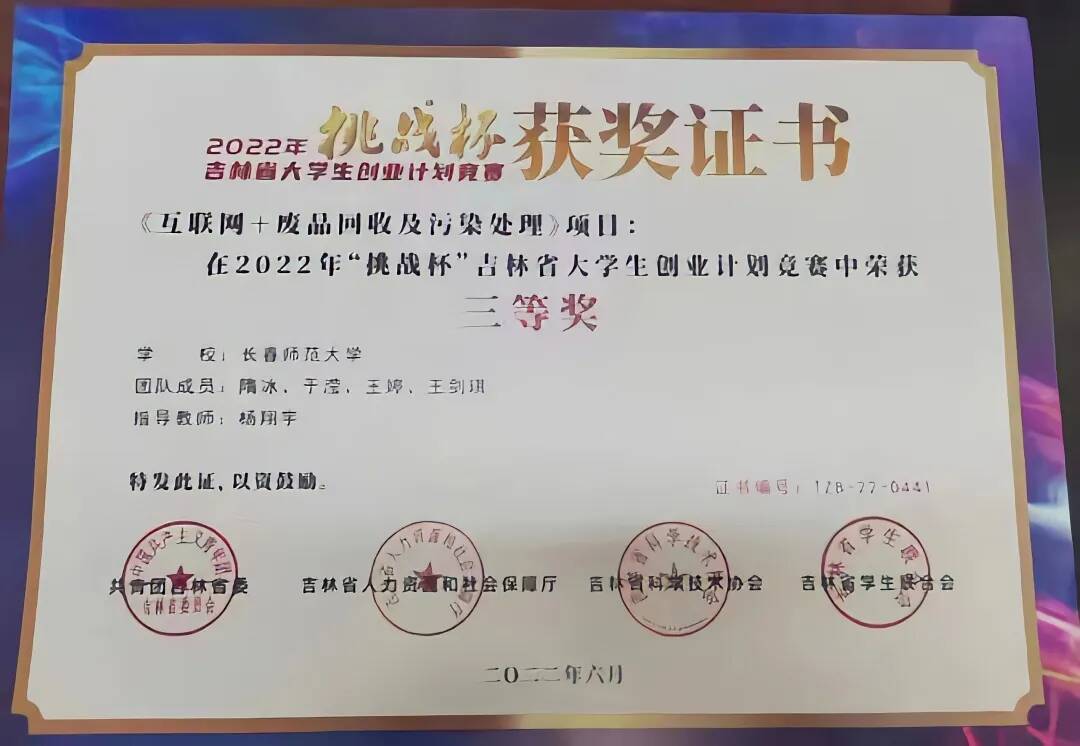 2022年 挑战杯 获奖证书
吉林省大学生创业计划竞赛
《互联网+废品回收及污染处理》项目：
在2022年“挑战杯”吉林省大学生创业计划竞赛中荣获
三等奖
学 校：长春师范大学
团队成员：隋冰、于滢、王婷、王剑琪
指导教师：杨翔宇
特发此证，以资鼓励。
证书编号：
共青团吉林省委 吉林省人力资源和社会保障厅 吉林省科学技术协会 吉林省学生联合会
吉林省委员会
二〇二二年六月